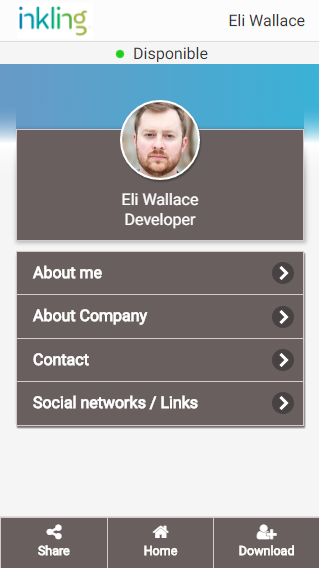 inkling
Eli Wallace
Disponible
Eli Wallace
Developer
About me
About Company
Contact
Social networks / Links
Share
Home
Download